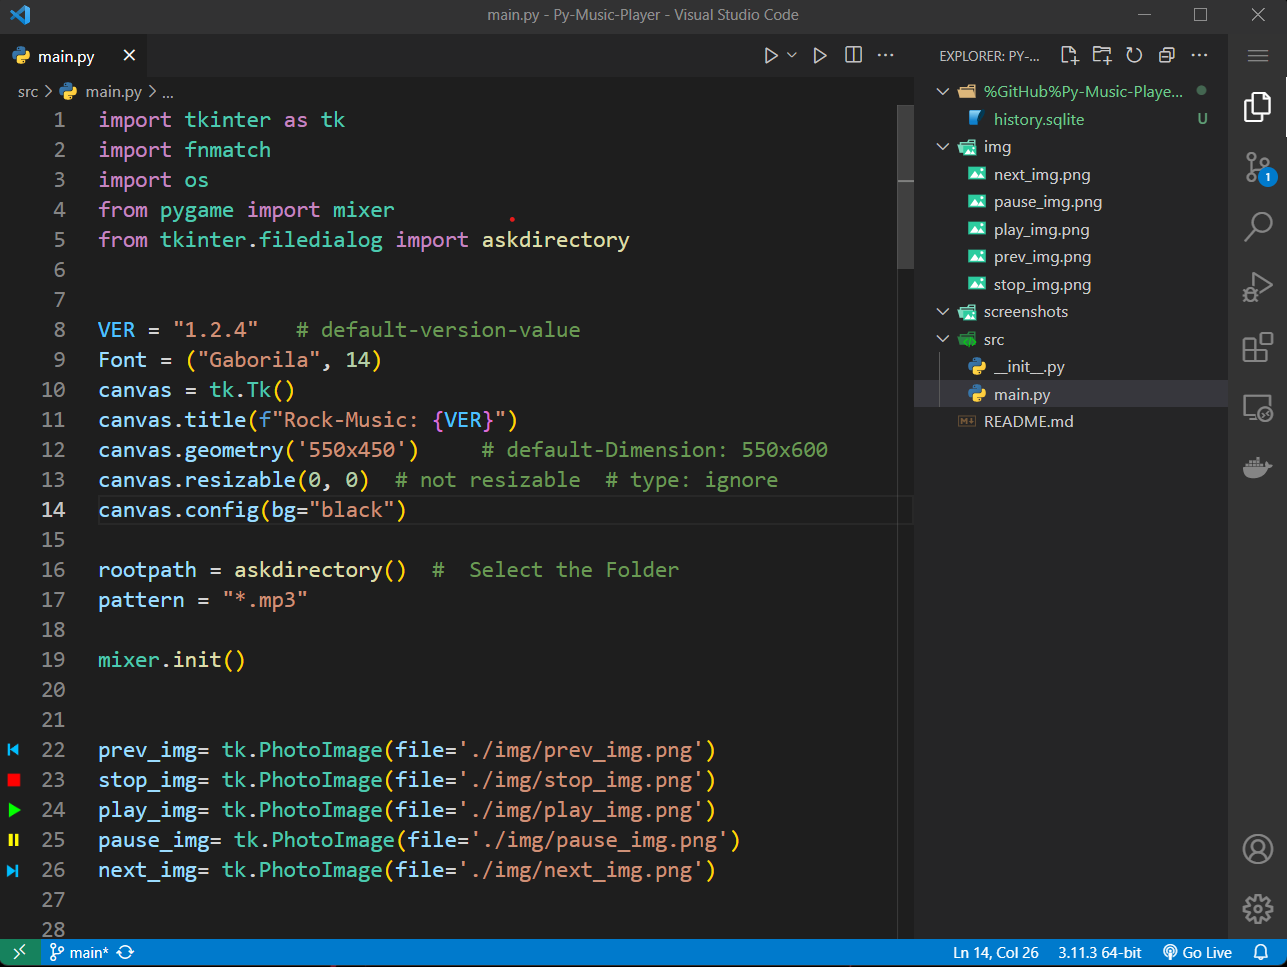 main.py - Py-Music-Player - Visual Studio Code
main.py
src > main.py > ...
1 import tkinter as tk
2 import fnmatch
3 import os
4 from pygame import mixer
5 from tkinter.filedialog import askdirectory
6
7
8 VER = "1.2.4"   # default-version-value
9 Font = ("Gaborila", 14)
10 canvas = tk.Tk()
11 canvas.title(f"Rock-Music: {VER}")
12 canvas.geometry('550x450')     # default-Dimension: 550x600
13 canvas.resizable(0, 0)  # not resizable  # type: ignore
14 canvas.config(bg="black")
15
16 rootpath = askdirectory()  #  Select the Folder
17 pattern = "*.mp3"
18
19 mixer.init()
20
21
22 prev_img= tk.PhotoImage(file='./img/prev_img.png')
23 stop_img= tk.PhotoImage(file='./img/stop_img.png')
24 play_img= tk.PhotoImage(file='./img/play_img.png')
25 pause_img= tk.PhotoImage(file='./img/pause_img.png')
26 next_img= tk.PhotoImage(file='./img/next_img.png')
27
28
EXPLORER: PY-...
%GitHub%Py-Music-Playe...
history.sqlite U
img
next_img.png
pause_img.png
play_img.png
prev_img.png
stop_img.png
screenshots
src
__init__.py
main.py
README.md
1
main* Ln 14, Col 26 3.11.3 64-bit Go Live